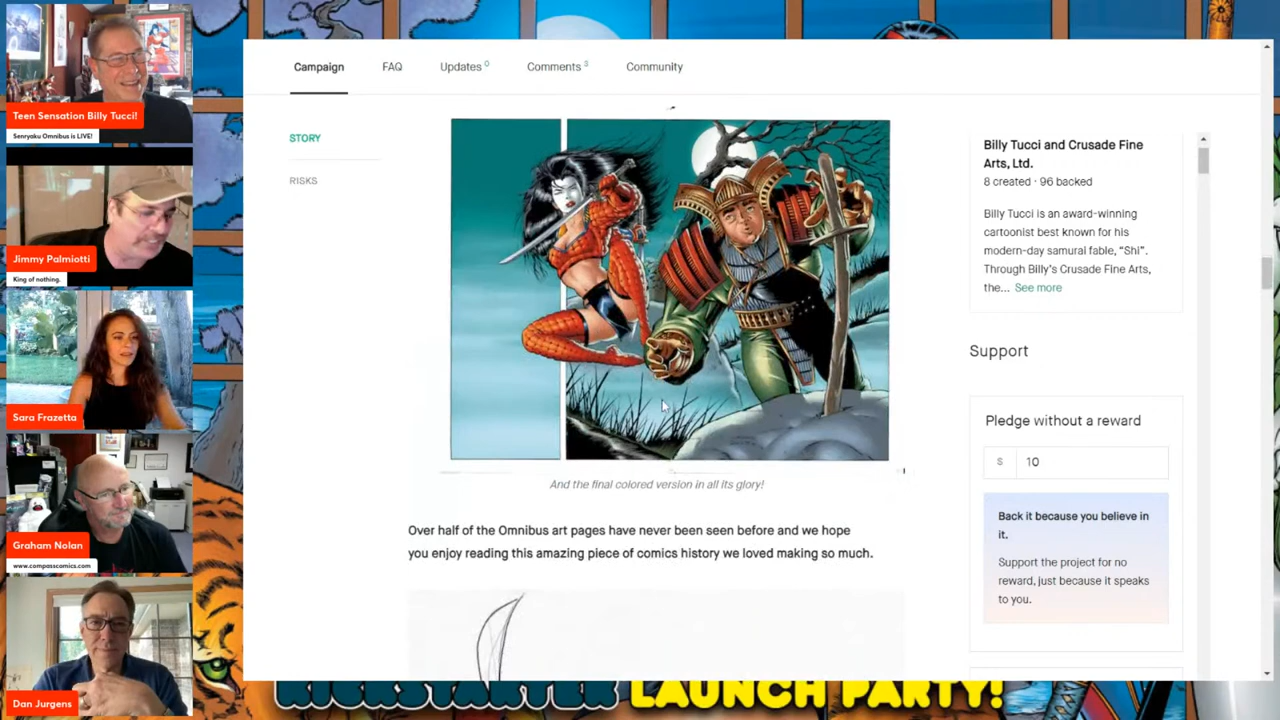 Teen Sensation Billy Tucci!
Senryaku Omnibus is LIVE!
Jimmy Palmiotti
King of nothing.
Sara Frazetta
Graham Nolan
www.compasscomics.com
Dan Jurgens
Campaign
FAQ
Updates 0
Comments 3
Community
STORY
RISKS
And the final colored version in all its glory!
Over half of the Omnibus art pages have never been seen before and we hope
you enjoy reading this amazing piece of comics history we loved making so much.
Billy Tucci and Crusade Fine
Arts, Ltd.
8 created · 96 backed
Billy Tucci is an award-winning
cartoonist best known for his
modern-day samurai fable, “Shi”.
Through Billy’s Crusade Fine Arts,
the... See more
Support
Pledge without a reward
$ 10
Back it because you believe in
it.
Support the project for no
reward, just because it speaks
to you.
KICKSTARTER LAUNCH PARTY!